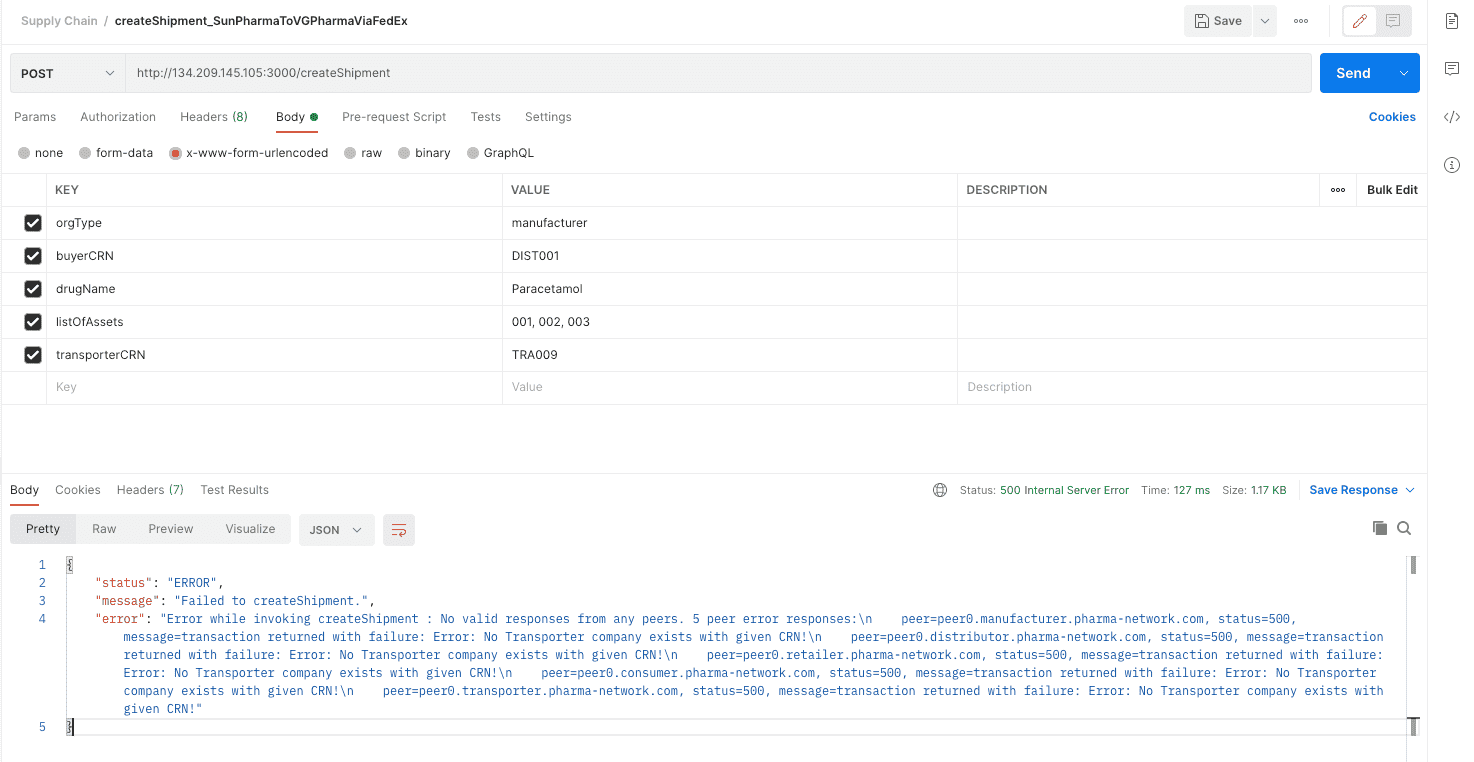 Supply Chain / createShipment_SunPharmaToVGPharmaViaFedEx
Save
POST
http://134.209.145.105:3000/createShipment
Send
Params Authorization Headers (8) Body Pre-request Script Tests Settings Cookies
none form-data x-www-form-urlencoded raw binary GraphQL
KEY VALUE DESCRIPTION Bulk Edit
orgType manufacturer
buyerCRN DIST001
drugName Paracetamol
listOfAssets 001, 002, 003
transporterCRN TRA009
Key Value Description
Body Cookies Headers (7) Test Results Status: 500 Internal Server Error Time: 127 ms Size: 1.17 KB Save Response
Pretty Raw Preview Visualize JSON
1 {
2 "status": "ERROR",
3 "message": "Failed to createShipment.",
4 "error": "Error while invoking createShipment : No valid responses from any peers. 5 peer error responses:\n    peer=peer0.manufacturer.pharma-network.com, status=500,
message=transaction returned with failure: Error: No Transporter company exists with given CRN!\n    peer=peer0.distributor.pharma-network.com, status=500, message=transaction
returned with failure: Error: No Transporter company exists with given CRN!\n    peer=peer0.retailer.pharma-network.com, status=500, message=transaction returned with failure:
Error: No Transporter company exists with given CRN!\n    peer=peer0.consumer.pharma-network.com, status=500, message=transaction returned with failure: Error: No Transporter
company exists with given CRN!\n    peer=peer0.transporter.pharma-network.com, status=500, message=transaction returned with failure: Error: No Transporter company exists with
given CRN!"
5 }